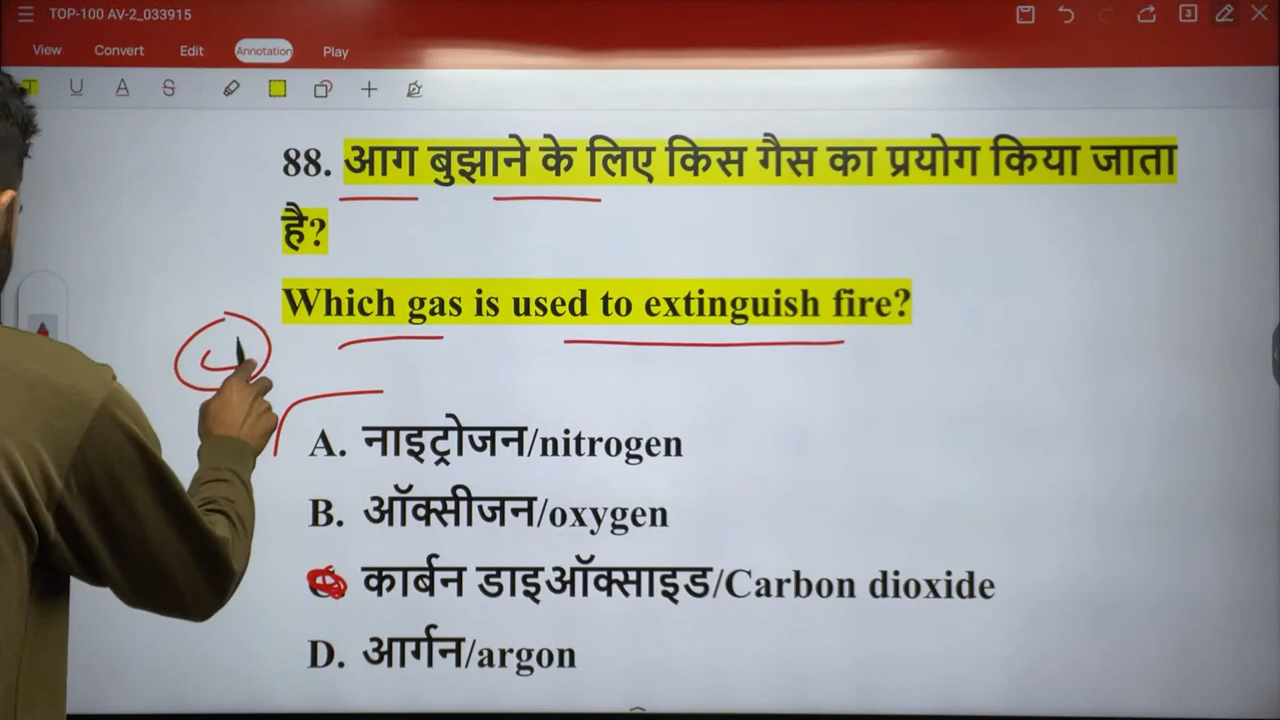 TOP-100 AV-2_033915
3
View Convert Edit Annotation Play
T U A S
88. आग बुझाने के लिए किस गैस का प्रयोग किया जाता
है?
Which gas is used to extinguish fire?
A. नाइट्रोजन/nitrogen
B. ऑक्सीजन/oxygen
कार्बन डाइऑक्साइड/Carbon dioxide
D. आर्गन/argon